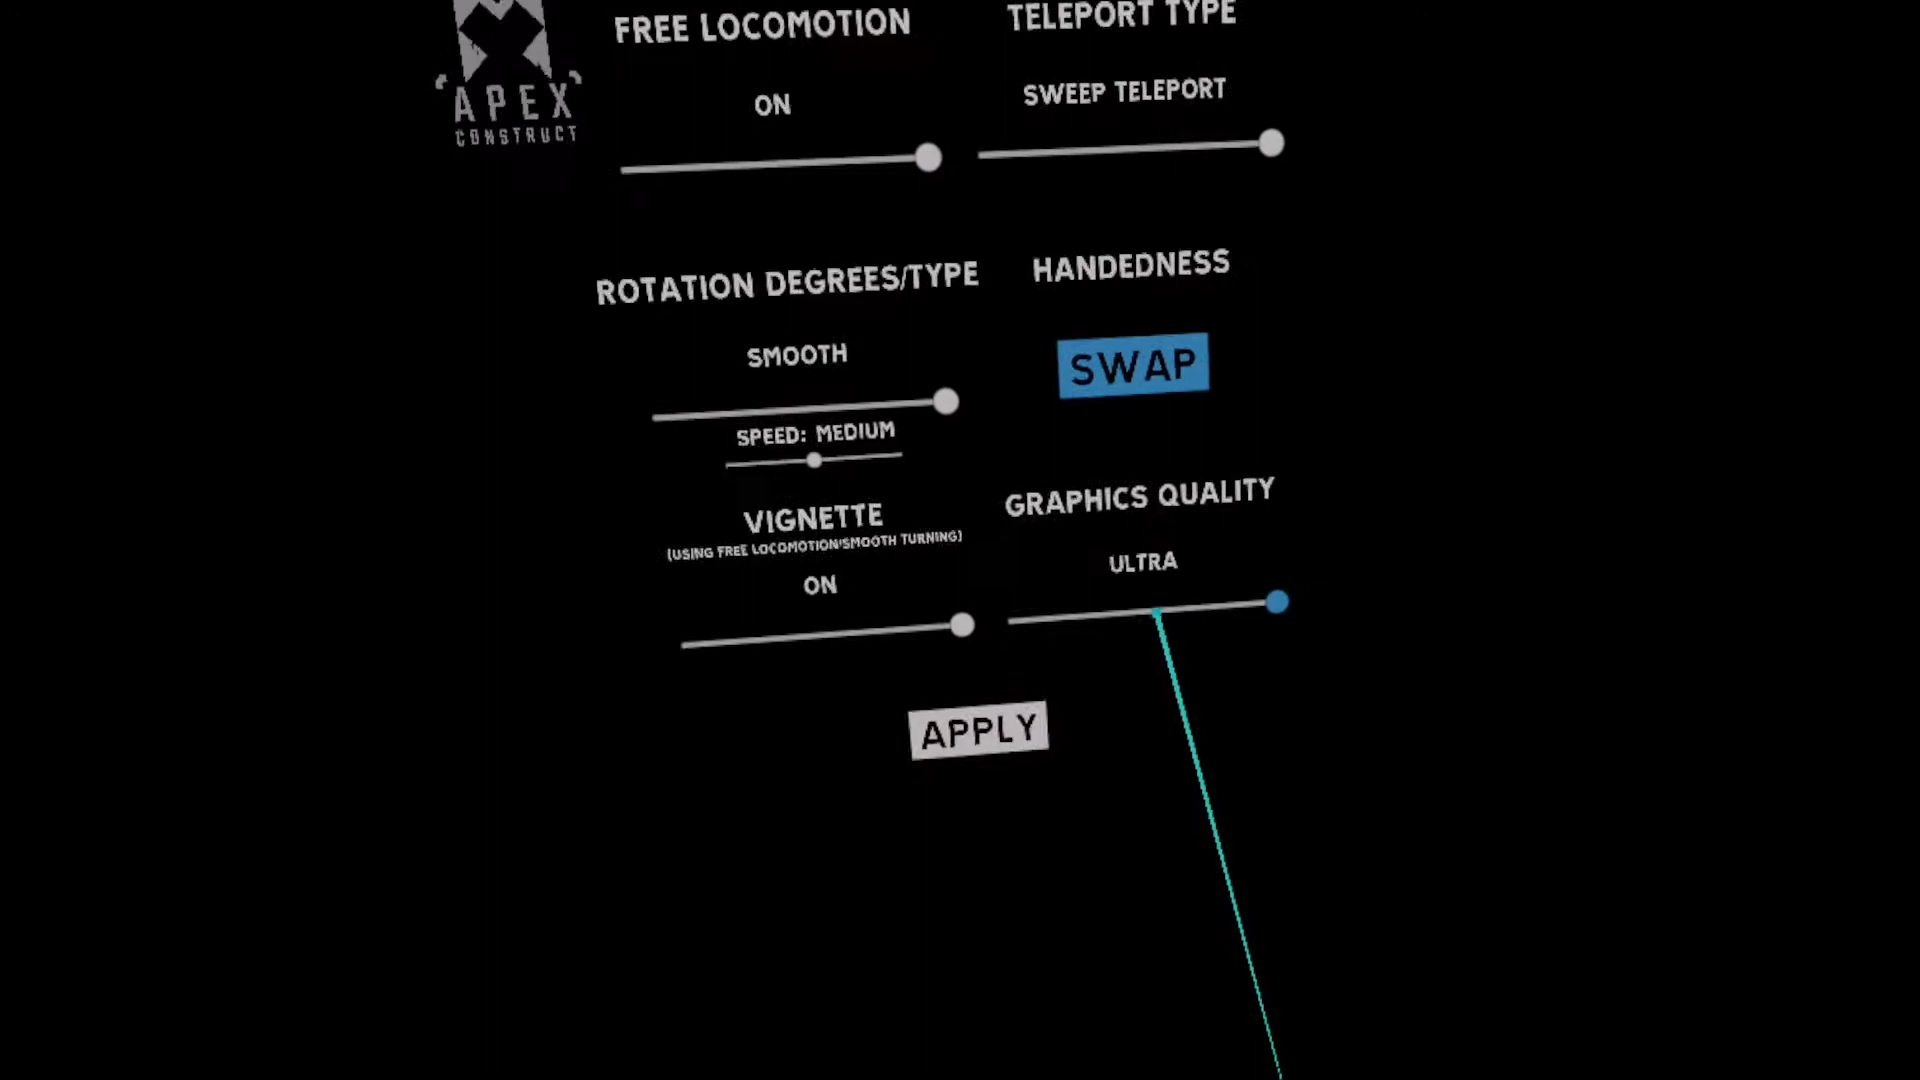 FREE LOCOMOTION
TELEPORT TYPE
ON
SWEEP TELEPORT
APEX
CONSTRUCT
ROTATION DEGREES/TYPE
HANDEDNESS
SMOOTH
SWAP
SPEED: MEDIUM
VIGNETTE
(USING FREE LOCOMOTION/SMOOTH TURNING)
GRAPHICS QUALITY
ON
ULTRA
APPLY